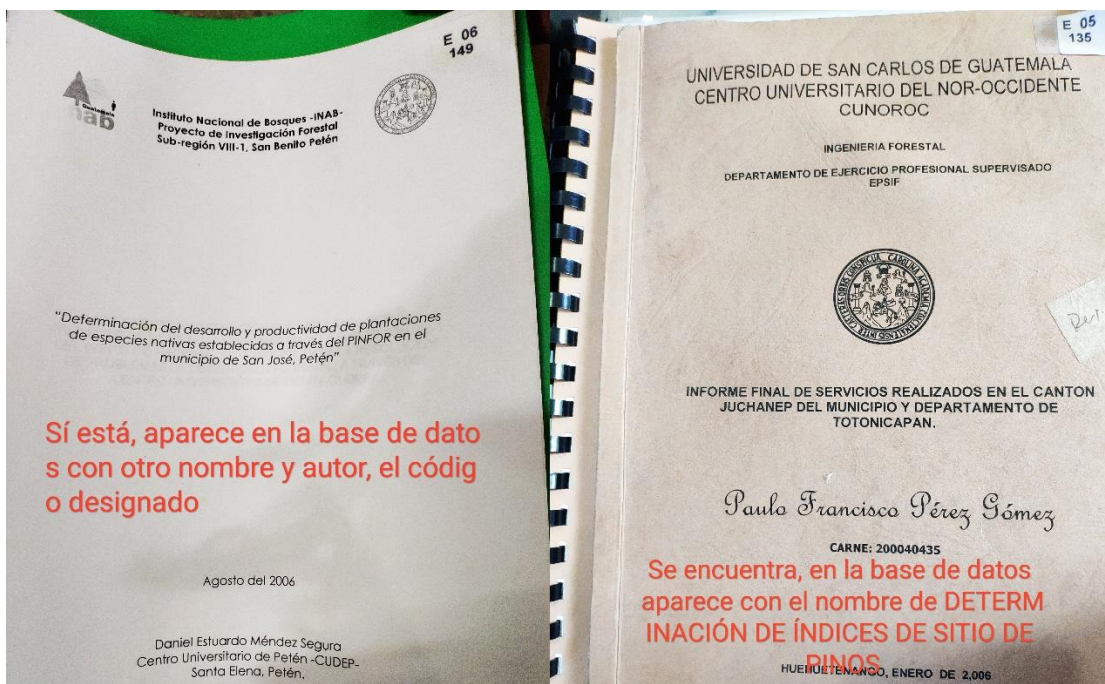 E 06
149
Guatemala
inab
Instituto Nacional de Bosques -INAB-
Proyecto de Investigación Forestal
Sub-región VIII-1, San Benito Petén
"Determinación del desarrollo y productividad de plantaciones
de especies nativas establecidas a través del PINFOR en el
municipio de San José, Petén"
Sí está, aparece en la base de dato
s con otro nombre y autor, el códig
o designado
Agosto del 2006
Daniel Estuardo Méndez Segura
Centro Universitario de Petén -CUDEP-
Santa Elena, Petén.
E 05
135
UNIVERSIDAD DE SAN CARLOS DE GUATEMALA
CENTRO UNIVERSITARIO DEL NOR-OCCIDENTE
CUNOROC
INGENIERIA FORESTAL
DEPARTAMENTO DE EJERCICIO PROFESIONAL SUPERVISADO
EPSIF
INFORME FINAL DE SERVICIOS REALIZADOS EN EL CANTON
JUCHANEP DEL MUNICIPIO Y DEPARTAMENTO DE
TOTONICAPAN.
Paulo Francisco Pérez Gómez
CARNE: 200040435
Se encuentra, en la base de datos
aparece con el nombre de DETERM
INACIÓN DE ÍNDICES DE SITIO DE
PINOS
HUEHUETENANGO, ENERO DE 2,006